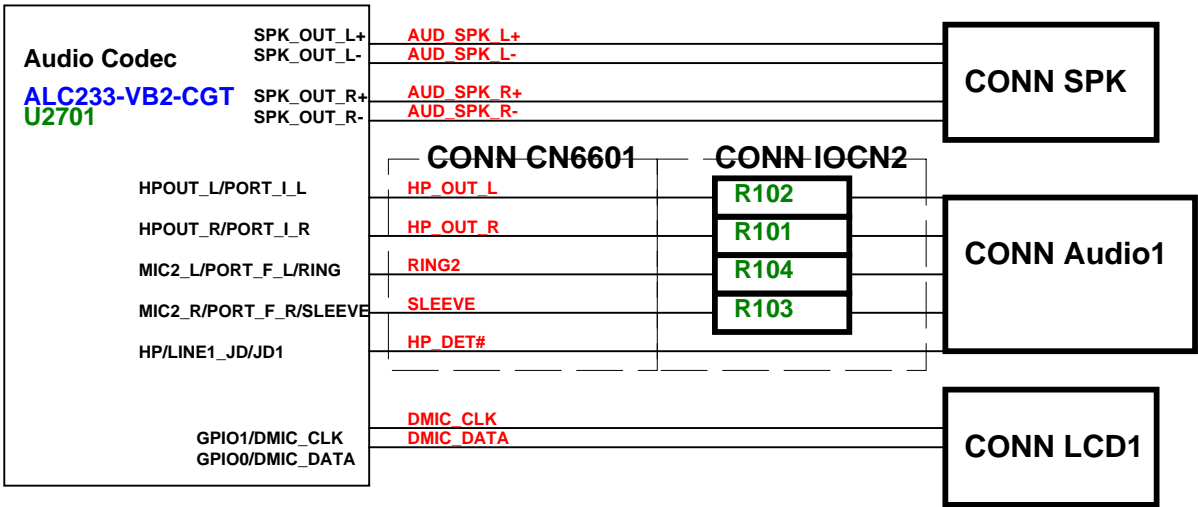 SPK_OUT_L+ AUD_SPK_L+
SPK_OUT_L- AUD_SPK_L-
Audio Codec
ALC233-VB2-CGT
U2701
SPK_OUT_R+ AUD_SPK_R+
SPK_OUT_R- AUD_SPK_R-
CONN SPK
CONN CN6601 CONN IOCN2
HPOUT_L/PORT_I_L HP_OUT_L R102
HPOUT_R/PORT_I_R HP_OUT_R R101
MIC2_L/PORT_F_L/RING RING2 R104
MIC2_R/PORT_F_R/SLEEVE SLEEVE R103
HP/LINE1_JD/JD1 HP_DET#
CONN Audio1
GPIO1/DMIC_CLK DMIC_CLK
GPIO0/DMIC_DATA DMIC_DATA
CONN LCD1